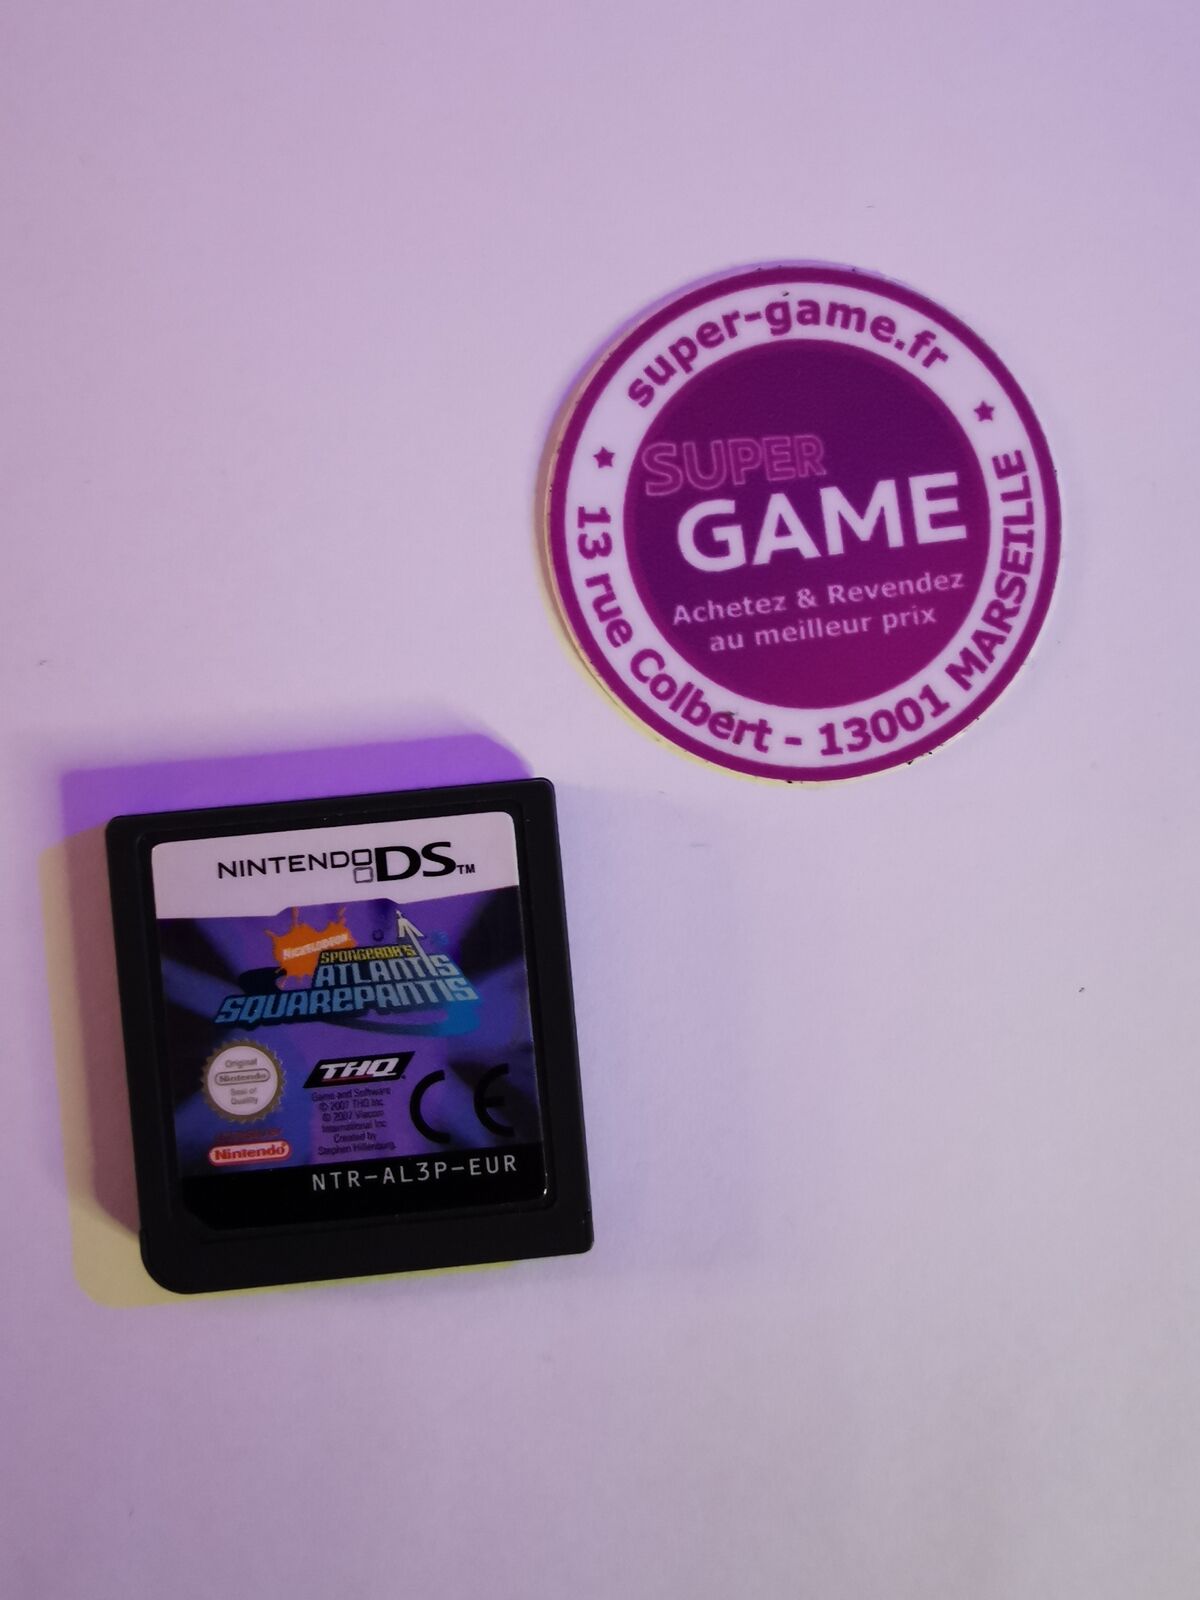 super-game.fr
SUPER
GAME
Achetez & Revendez
au meilleur prix
13 rue Colbert - 13001 MARSEILLE
NINTENDO DS™
NICKELODEON
SPONGEBOB'S
ATLANTIS
SQUAREPANTIS
Original
Nintendo
Seal of
Quality
THQ
Game and Software
© 2007 THQ Inc.
© 2007 Viacom
International Inc.
Created by
Stephen Hillenburg.
CE
Nintendo
NTR-AL3P-EUR